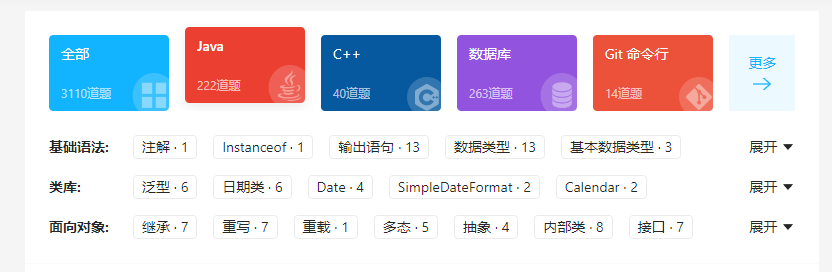 全部 Java C++ 数据库 Git 命令行 更多
3110道题 222道题 40道题 263道题 14道题
基础语法: 注解 · 1 Instanceof · 1 输出语句 · 13 数据类型 · 13 基本数据类型 · 3 展开
类库: 泛型 · 6 日期类 · 6 Date · 4 SimpleDateFormat · 2 Calendar · 2 展开
面向对象: 继承 · 7 重写 · 7 重载 · 1 多态 · 5 抽象 · 4 内部类 · 8 接口 · 7 展开